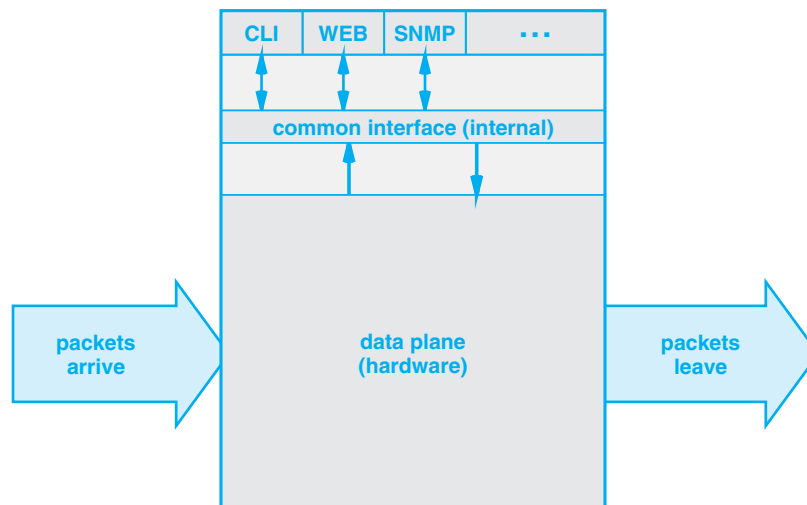 CLI WEB SNMP ...
common interface (internal)
packets
arrive
data plane
(hardware)
packets
leave